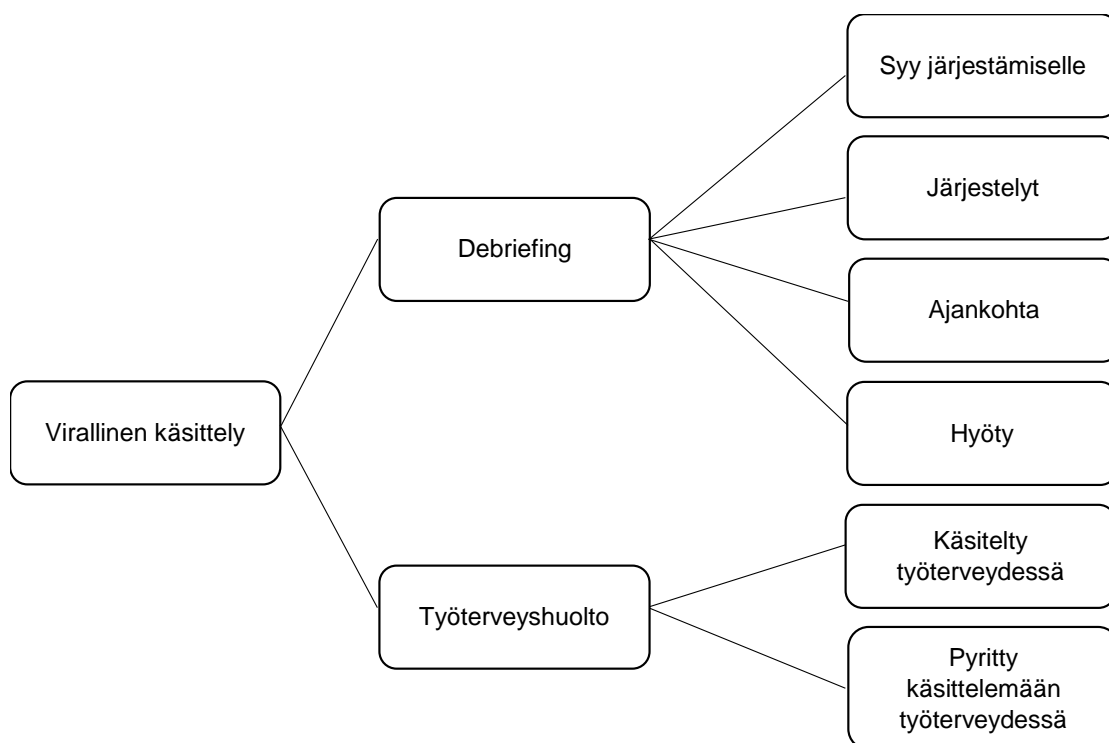 Virallinen käsittely
Debriefing
Syy järjestämiselle
Järjestelyt
Ajankohta
Hyöty
Työterveyshuolto
Käsitelty
työterveydessä
Pyritty
käsittelemään
työterveydessä